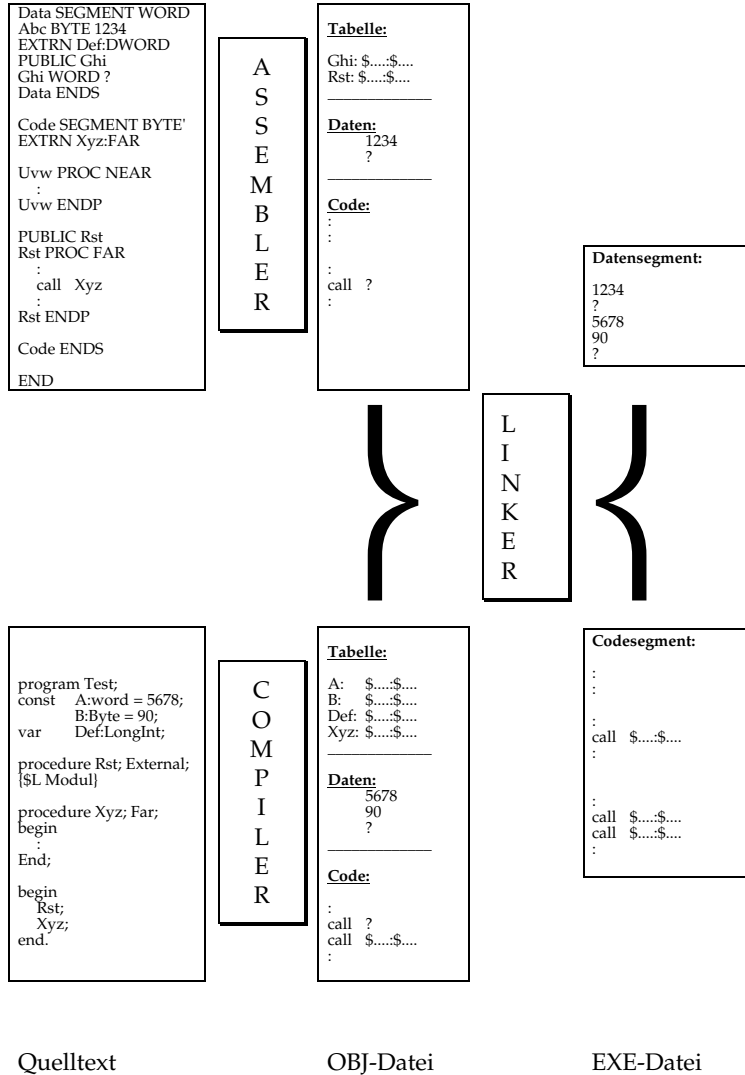 Data SEGMENT WORD
Abc BYTE 1234
EXTRN Def:DWORD
PUBLIC Ghi
Ghi WORD ?
Data ENDS
Code SEGMENT BYTE'
EXTRN Xyz:FAR
Uvw PROC NEAR
:
Uvw ENDP
PUBLIC Rst
Rst PROC FAR
:
call Xyz
:
Rst ENDP
Code ENDS
END
A
S
S
E
M
B
L
E
R
Tabelle:
Ghi: $....:$....
Rst: $....:$....
Daten:
1234
?
Code:
:
:
:
call ?
:
Datensegment:
1234
?
5678
90
?
}
L
I
N
K
E
R
{
program Test;
const A:word = 5678;
B:Byte = 90;
var Def:LongInt;
procedure Rst; External;
{$L Modul}
procedure Xyz; Far;
begin
:
End;
begin
Rst;
Xyz;
end.
C
O
M
P
I
L
E
R
Tabelle:
A: $....:$....
B: $....:$....
Def: $....:$....
Xyz: $....:$....
Daten:
5678
90
?
Code:
:
call ?
call $....:$....
:
Codesegment:
:
:
:
call $....:$....
:
:
call $....:$....
call $....:$....
:
Quelltext
OBJ-Datei
EXE-Datei